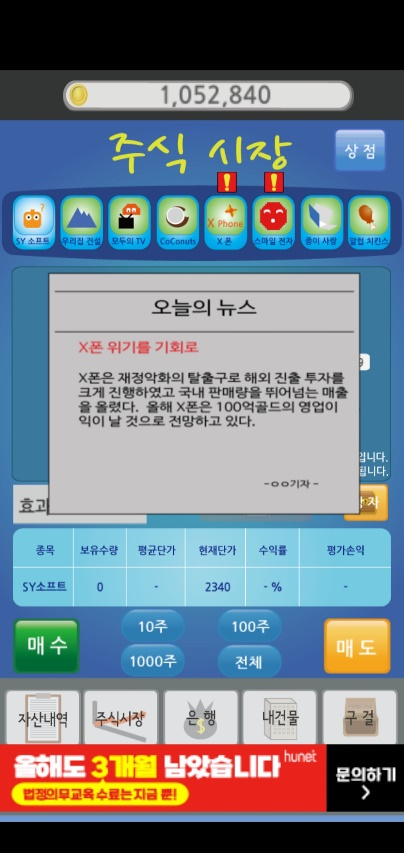 1,052,840
주식 시장
상 점
SY 소프트
우리집 건설
모두의 TV
CoConuts
X Phone
X 폰
스마일 전자
종이 사랑
알럽 치킨스
오늘의 뉴스
X폰 위기를 기회로
X폰은 재정악화의 탈출구로 해외 진출 투자를
크게 진행하였고 국내 판매량을 뛰어넘는 매출
을 올렸다. 올해 X폰은 100억골드의 영업이
익이 날 것으로 전망하고 있다.
-ㅇㅇ기자-
9
입니다.
됩니다.
효과
자
종목 보유수량 평균단가 현재단가 수익률 평가손익
SY소프트 0 - 2340 - % -
매 수
10주
100주
1000주
전체
매 도
자산내역
주식시장
은 행
내건물
구 걸
올해도 3개월 남았습니다
hunet
법정의무교육 수료는 지금 뿐!
문의하기